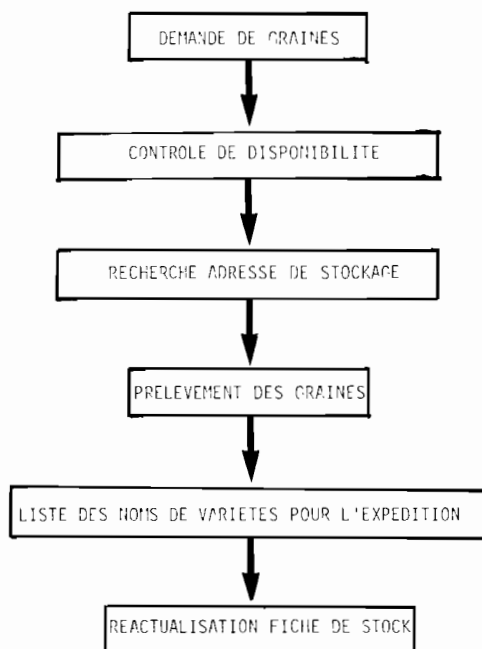 DEMANDE DE GRAINES
CONTROLE DE DISPONIBILITE
RECHERCHE ADRESSE DE STOCKAGE
PRELEVEMENT DES GRAINES
LISTE DES NOMS DE VARIETES POUR L'EXPEDITION
REACTUALISATION FICHE DE STOCK